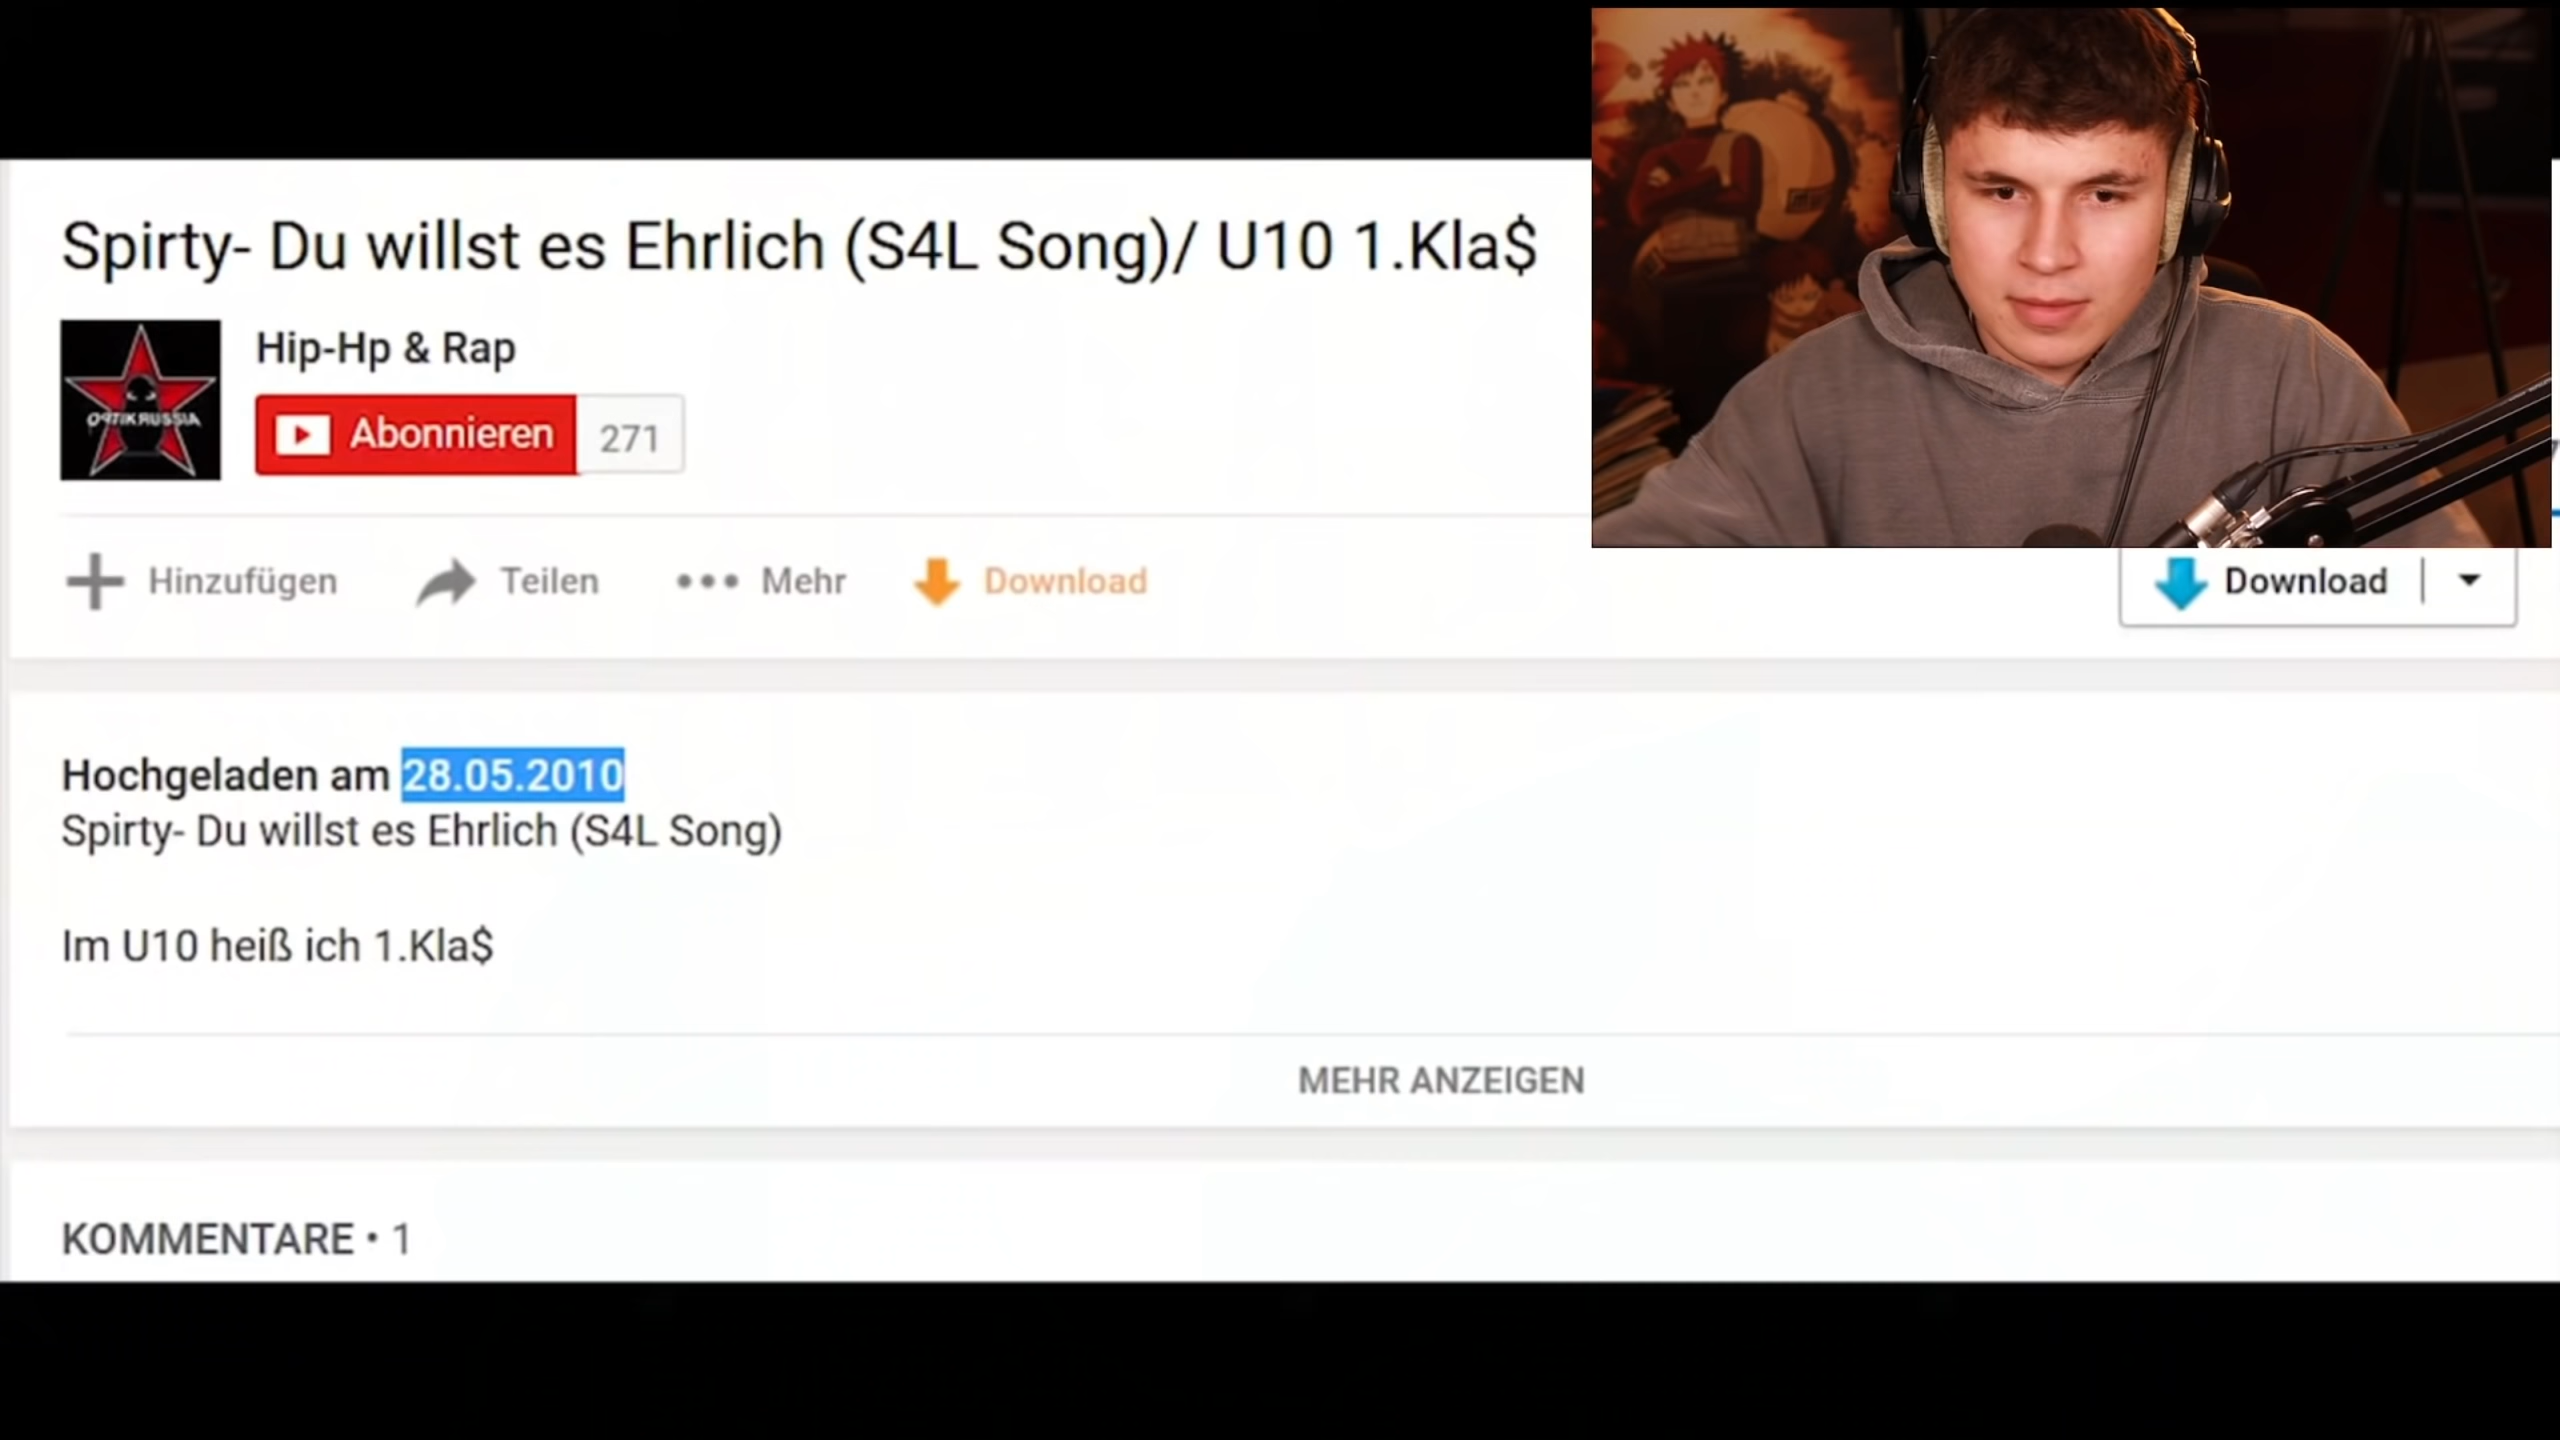 Spirty- Du willst es Ehrlich (S4L Song)/ U10 1.Kla$
OPTIK RUSSIA
Hip-Hp & Rap
Abonnieren 271
Hinzufügen Teilen Mehr Download
Download
Hochgeladen am 28.05.2010
Spirty- Du willst es Ehrlich (S4L Song)
Im U10 heiß ich 1.Kla$
MEHR ANZEIGEN
KOMMENTARE • 1